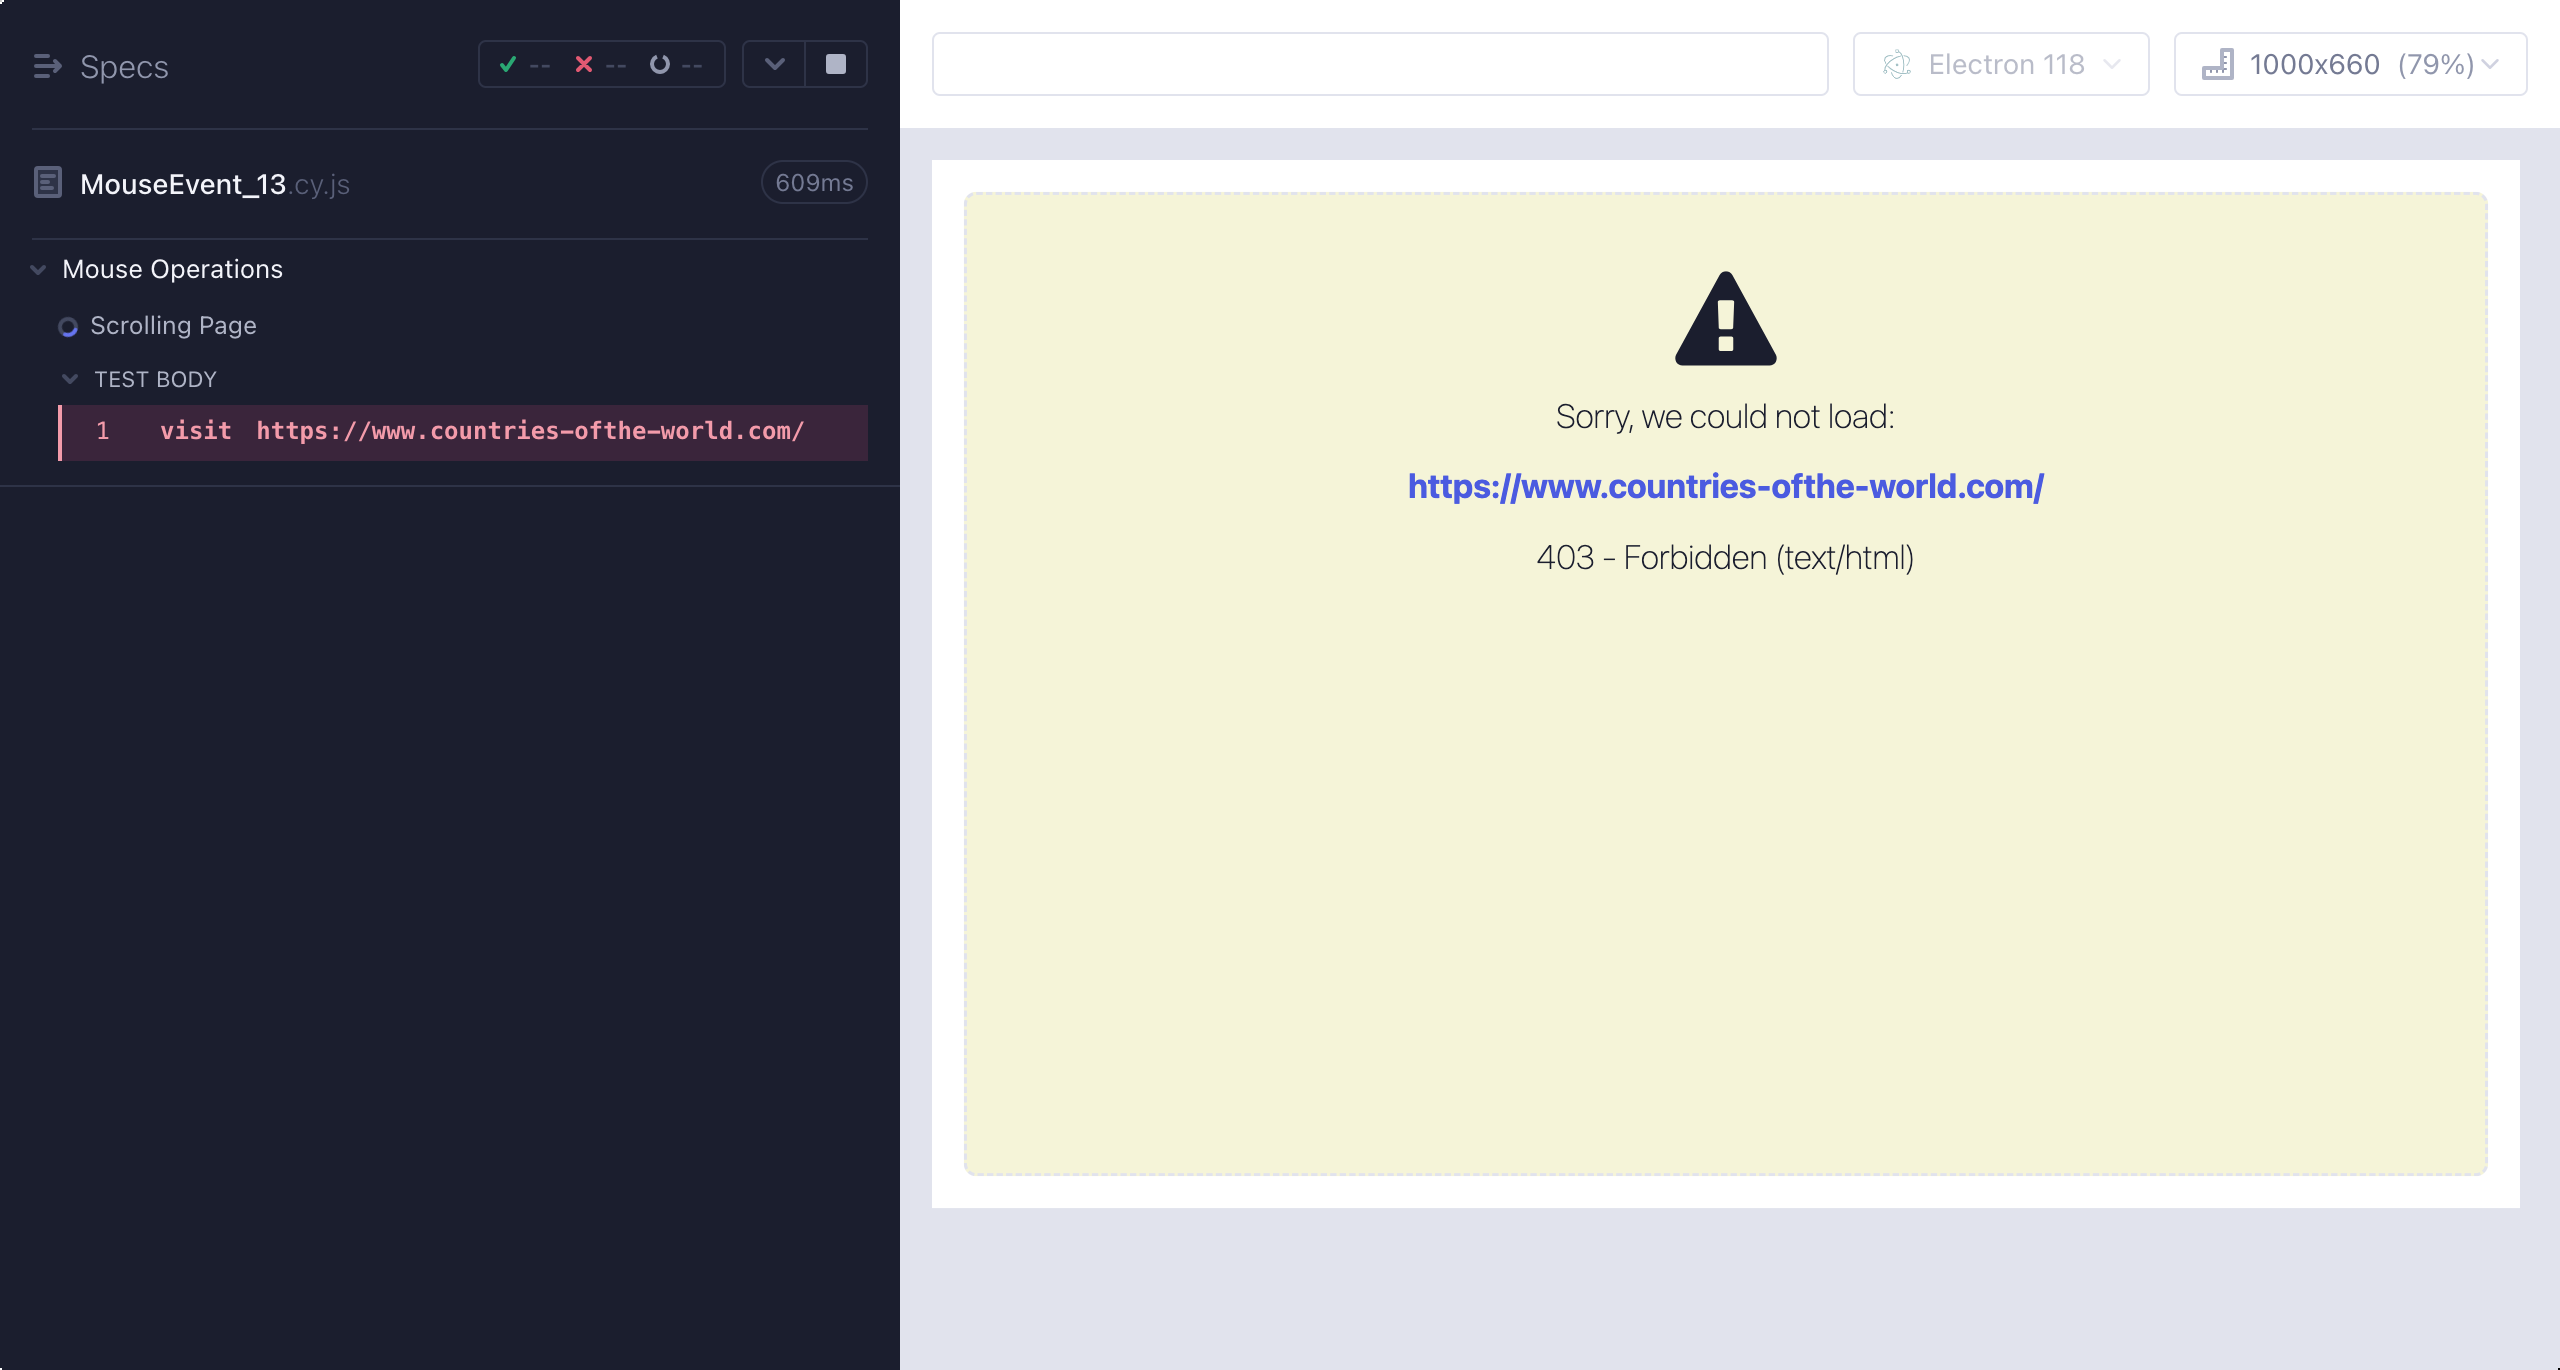 Specs
-- -- --
MouseEvent_13.cy.js
609ms
Mouse Operations
Scrolling Page
TEST BODY
1 visit https://www.countries-ofthe-world.com/
Electron 118
1000x660 (79%)
Sorry, we could not load:
https://www.countries-ofthe-world.com/
403 - Forbidden (text/html)